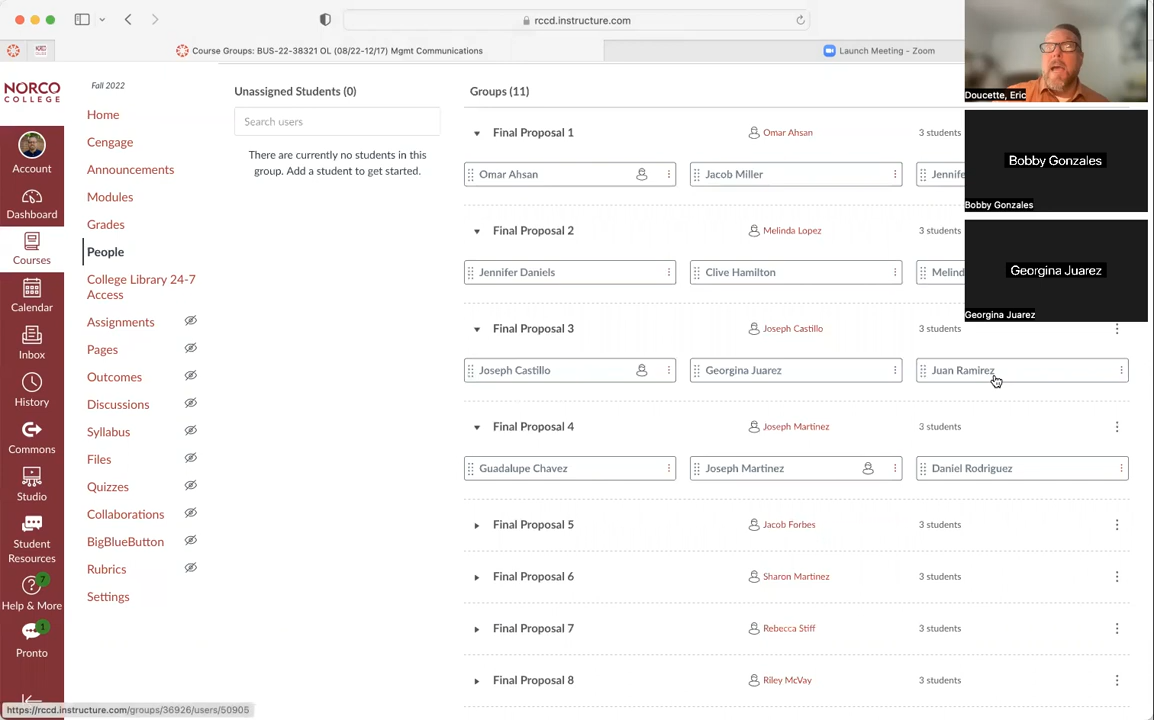 rccd.instructure.com
Course Groups: BUS-22-38321 OL (08/22-12/17) Mgmt Communications
Launch Meeting - Zoom
NORCO
COLLEGE
Account
Dashboard
Courses
Calendar
Inbox
History
Commons
Studio
Student
Resources
7
Help & More
1
Pronto
Fall 2022
Home
Cengage
Announcements
Modules
Grades
People
College Library 24-7
Access
Assignments
Pages
Outcomes
Discussions
Syllabus
Files
Quizzes
Collaborations
BigBlueButton
Rubrics
Settings
Unassigned Students (0)
Search users
There are currently no students in this
group. Add a student to get started.
Groups (11)
Final Proposal 1 Omar Ahsan 3 students
Omar Ahsan Jacob Miller Jennife
Final Proposal 2 Melinda Lopez 3 students
Jennifer Daniels Clive Hamilton Melind
Final Proposal 3 Joseph Castillo 3 students
Joseph Castillo Georgina Juarez Juan Ramirez
Final Proposal 4 Joseph Martinez 3 students
Guadalupe Chavez Joseph Martinez Daniel Rodriguez
Final Proposal 5 Jacob Forbes 3 students
Final Proposal 6 Sharon Martinez 3 students
Final Proposal 7 Rebecca Stiff 3 students
Final Proposal 8 Riley McVay 3 students
Doucette, Eric
Bobby Gonzales
Bobby Gonzales
Georgina Juarez
Georgina Juarez
https://rccd.instructure.com/groups/36926/users/50905